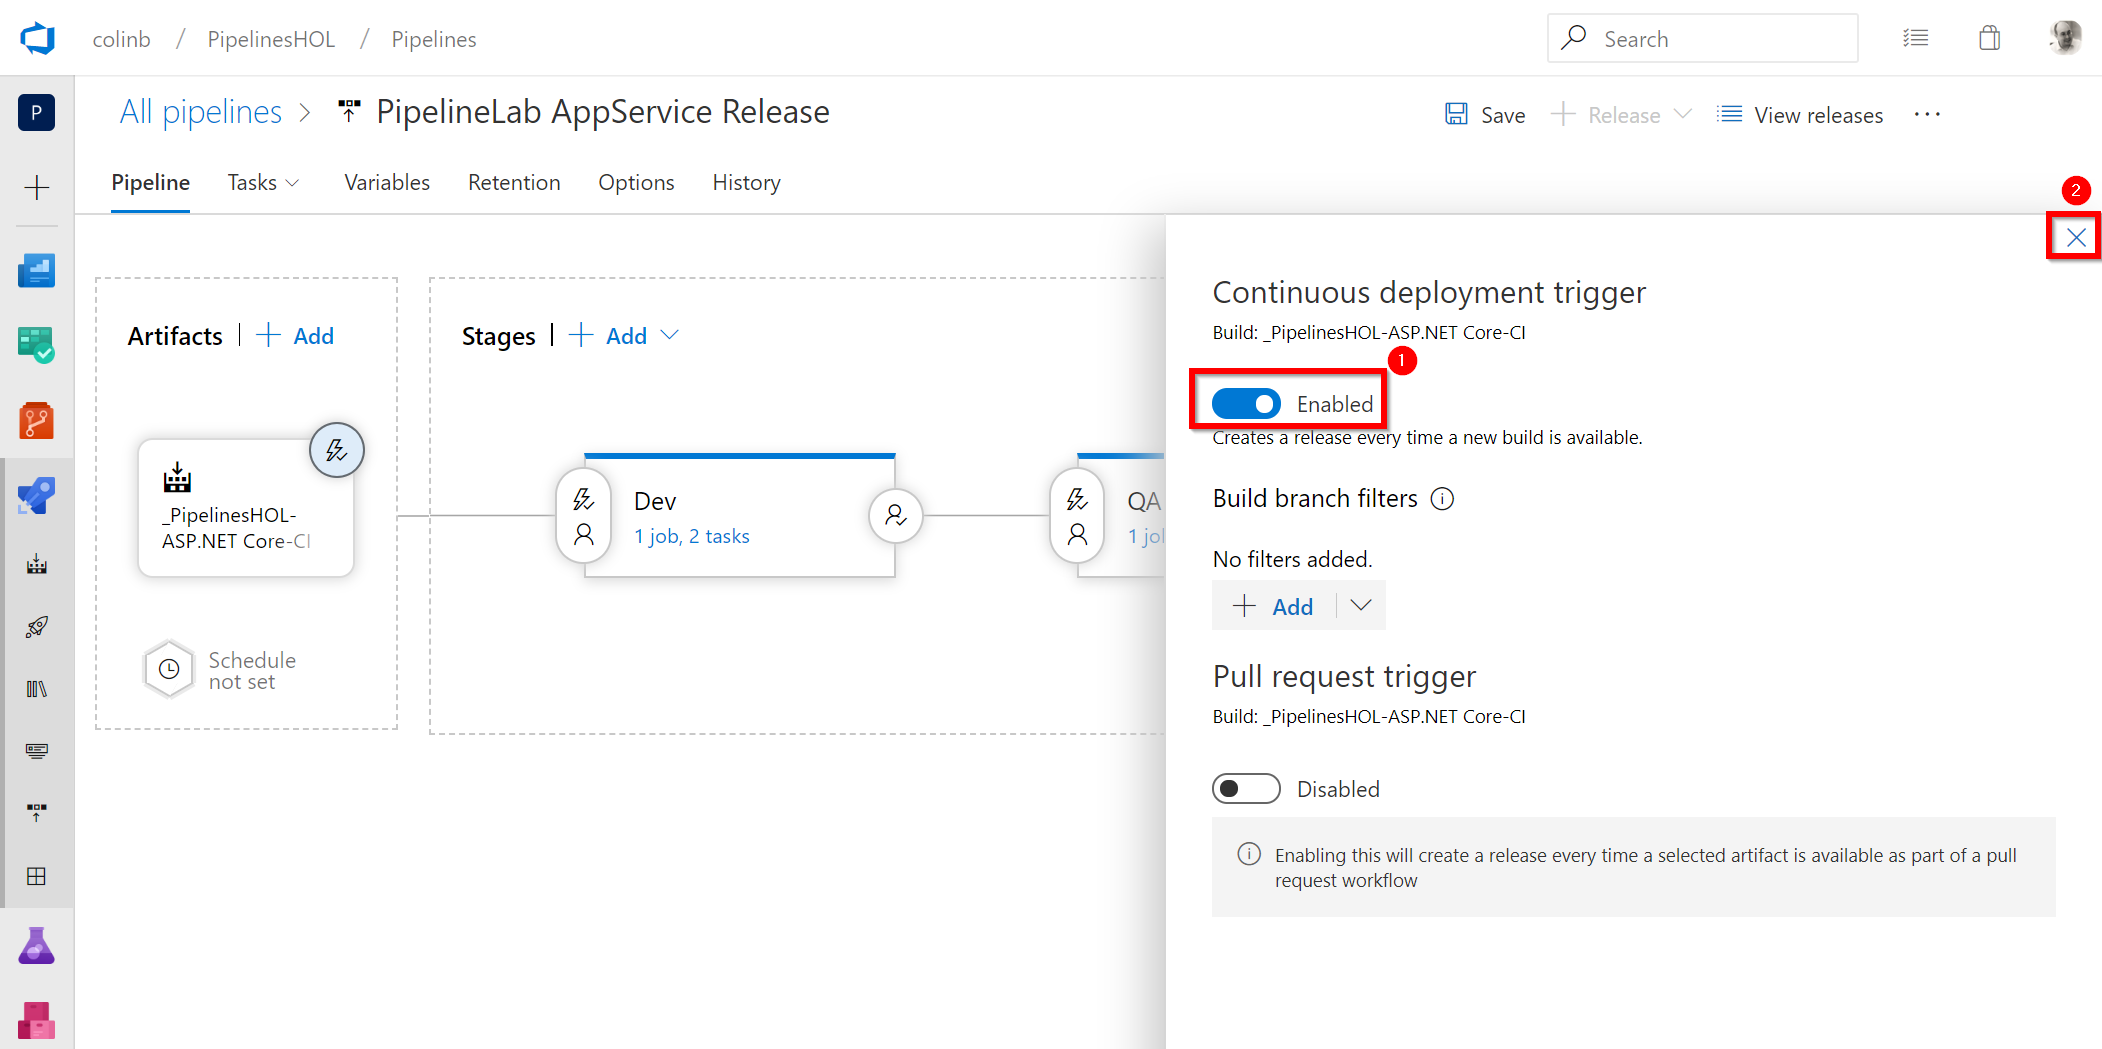 colinb / PipelinesHOL / Pipelines
Search
P
All pipelines > PipelineLab AppService Release
Save
Release
View releases
Pipeline
Tasks
Variables
Retention
Options
History
2
Artifacts | + Add
Stages | + Add
_PipelinesHOL-
ASP.NET Core-CI
Schedule
not set
Dev
1 job, 2 tasks
QA
1 jo
Continuous deployment trigger
Build: _PipelinesHOL-ASP.NET Core-CI
1
Enabled
Creates a release every time a new build is available.
Build branch filters
No filters added.
+ Add
Pull request trigger
Build: _PipelinesHOL-ASP.NET Core-CI
Disabled
Enabling this will create a release every time a selected artifact is available as part of a pull
request workflow